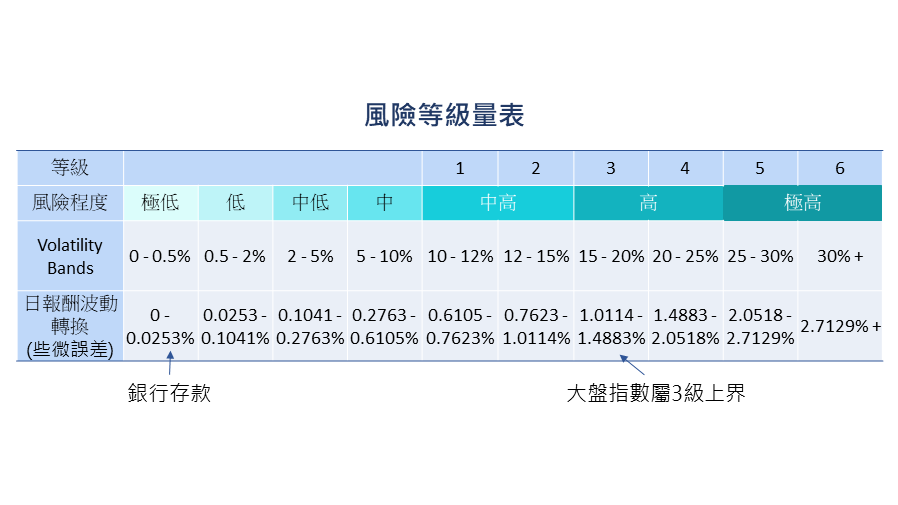 風險等級量表
等級 1 2 3 4 5 6
風險程度 極低 低 中低 中 中高 高 極高
Volatility
Bands 0 - 0.5% 0.5 - 2% 2 - 5% 5 - 10% 10 - 12% 12 - 15% 15 - 20% 20 - 25% 25 - 30% 30% +
日報酬波動
轉換
(些微誤差) 0 -
0.0253% 0.0253 -
0.1041% 0.1041 -
0.2763% 0.2763 -
0.6105% 0.6105 -
0.7623% 0.7623 -
1.0114% 1.0114 -
1.4883% 1.4883 -
2.0518% 2.0518 -
2.7129% 2.7129% +
銀行存款 大盤指數屬3級上界